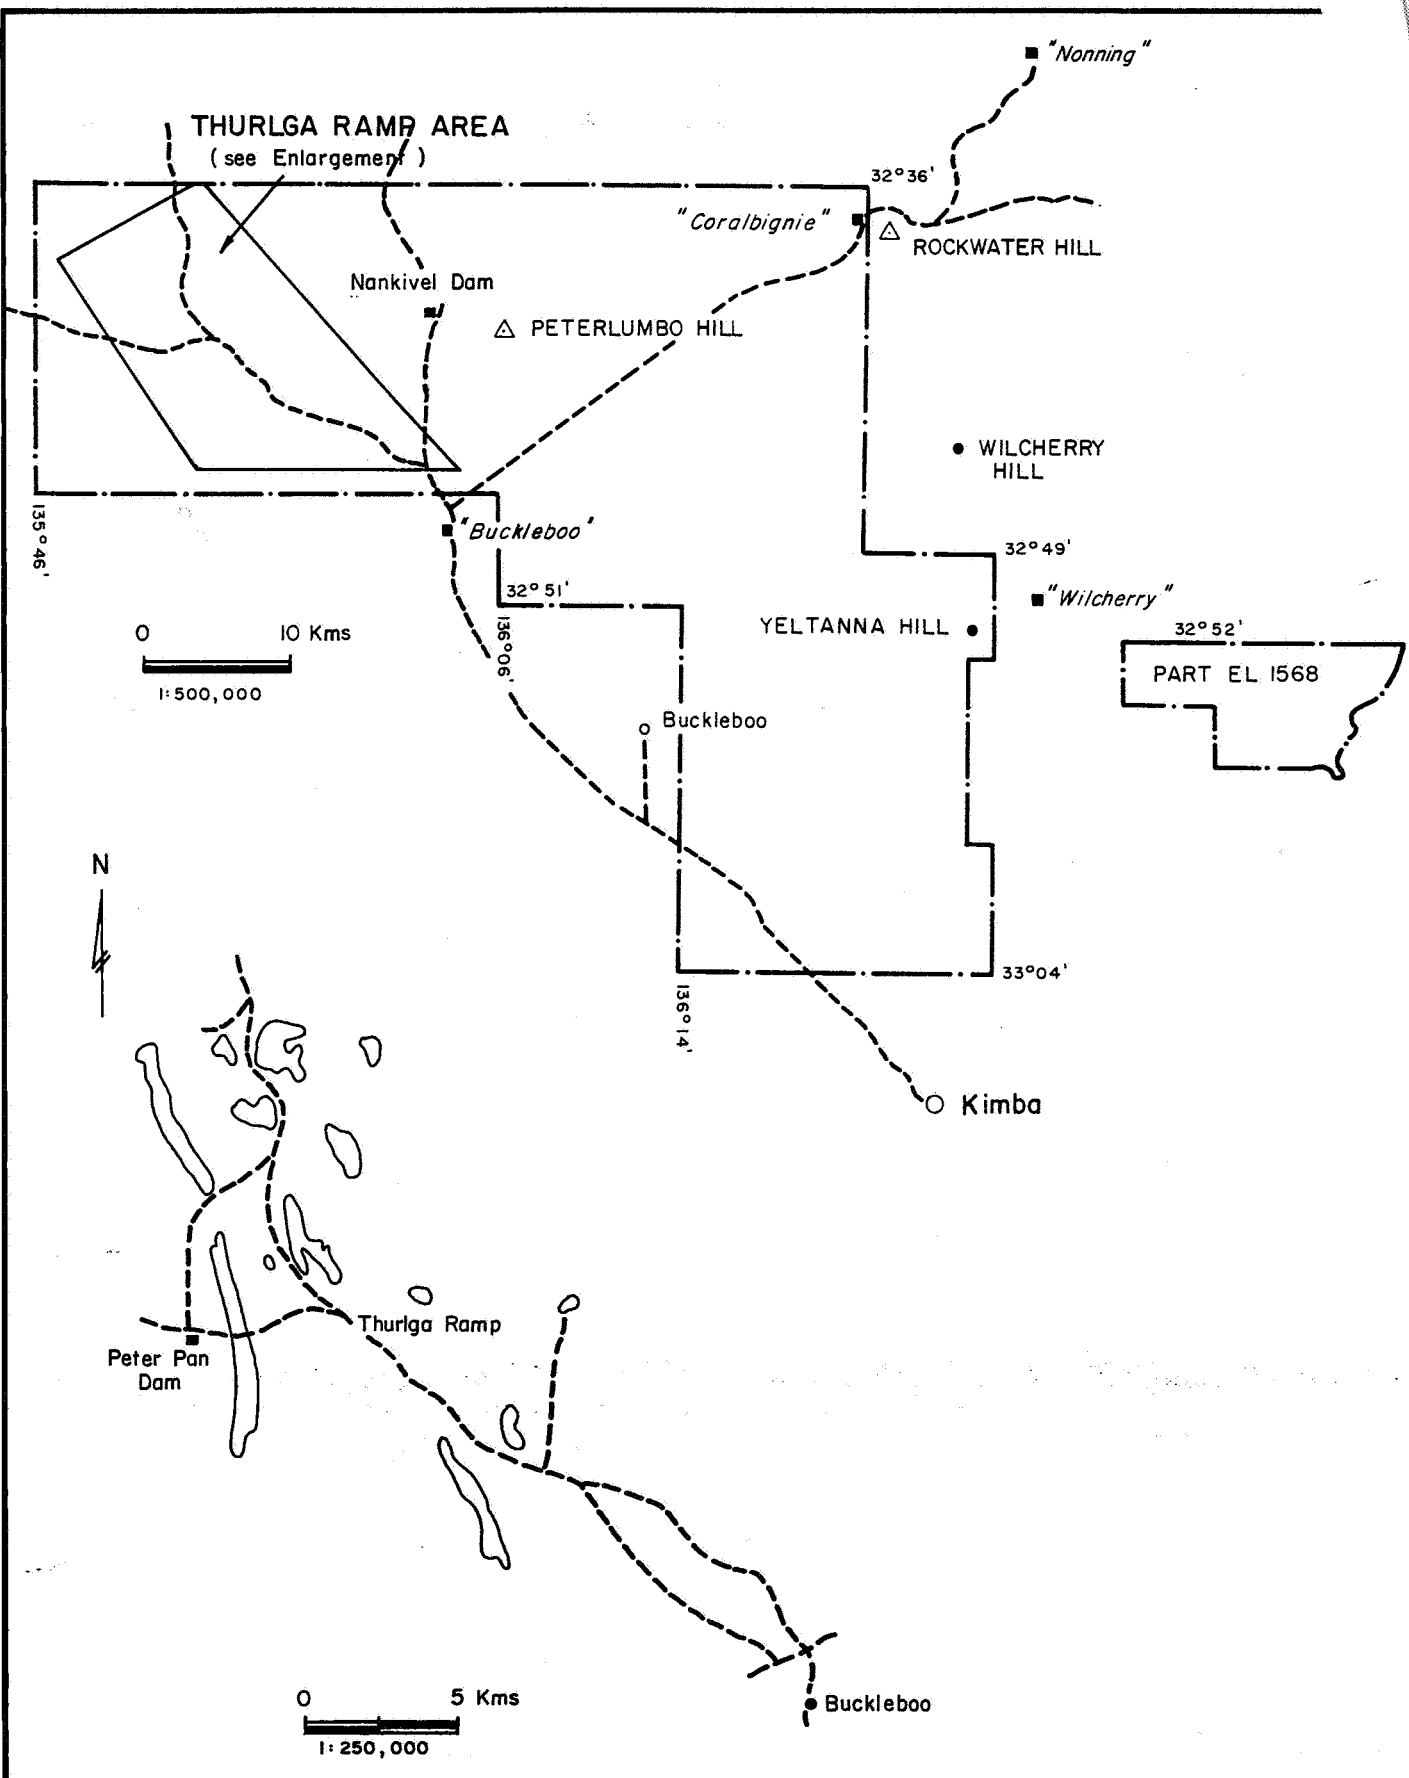 "Nonning"
THURLGA RAMP AREA
(see Enlargement)
32°36'
"Coralbignie"
ROCKWATER HILL
Nankivel Dam
PETERLUMBO HILL
WILCHERRY
HILL
135°46'
"Buckleboo"
32°49'
32°51'
"Wilcherry"
136°06'
YELTANNA HILL
32°52'
0 10 Kms
1:500,000
PART EL 1568
Buckleboo
N
33°04'
136°14'
Kimba
Thurlga Ramp
Peter Pan
Dam
0 5 Kms
1:250,000
Buckleboo